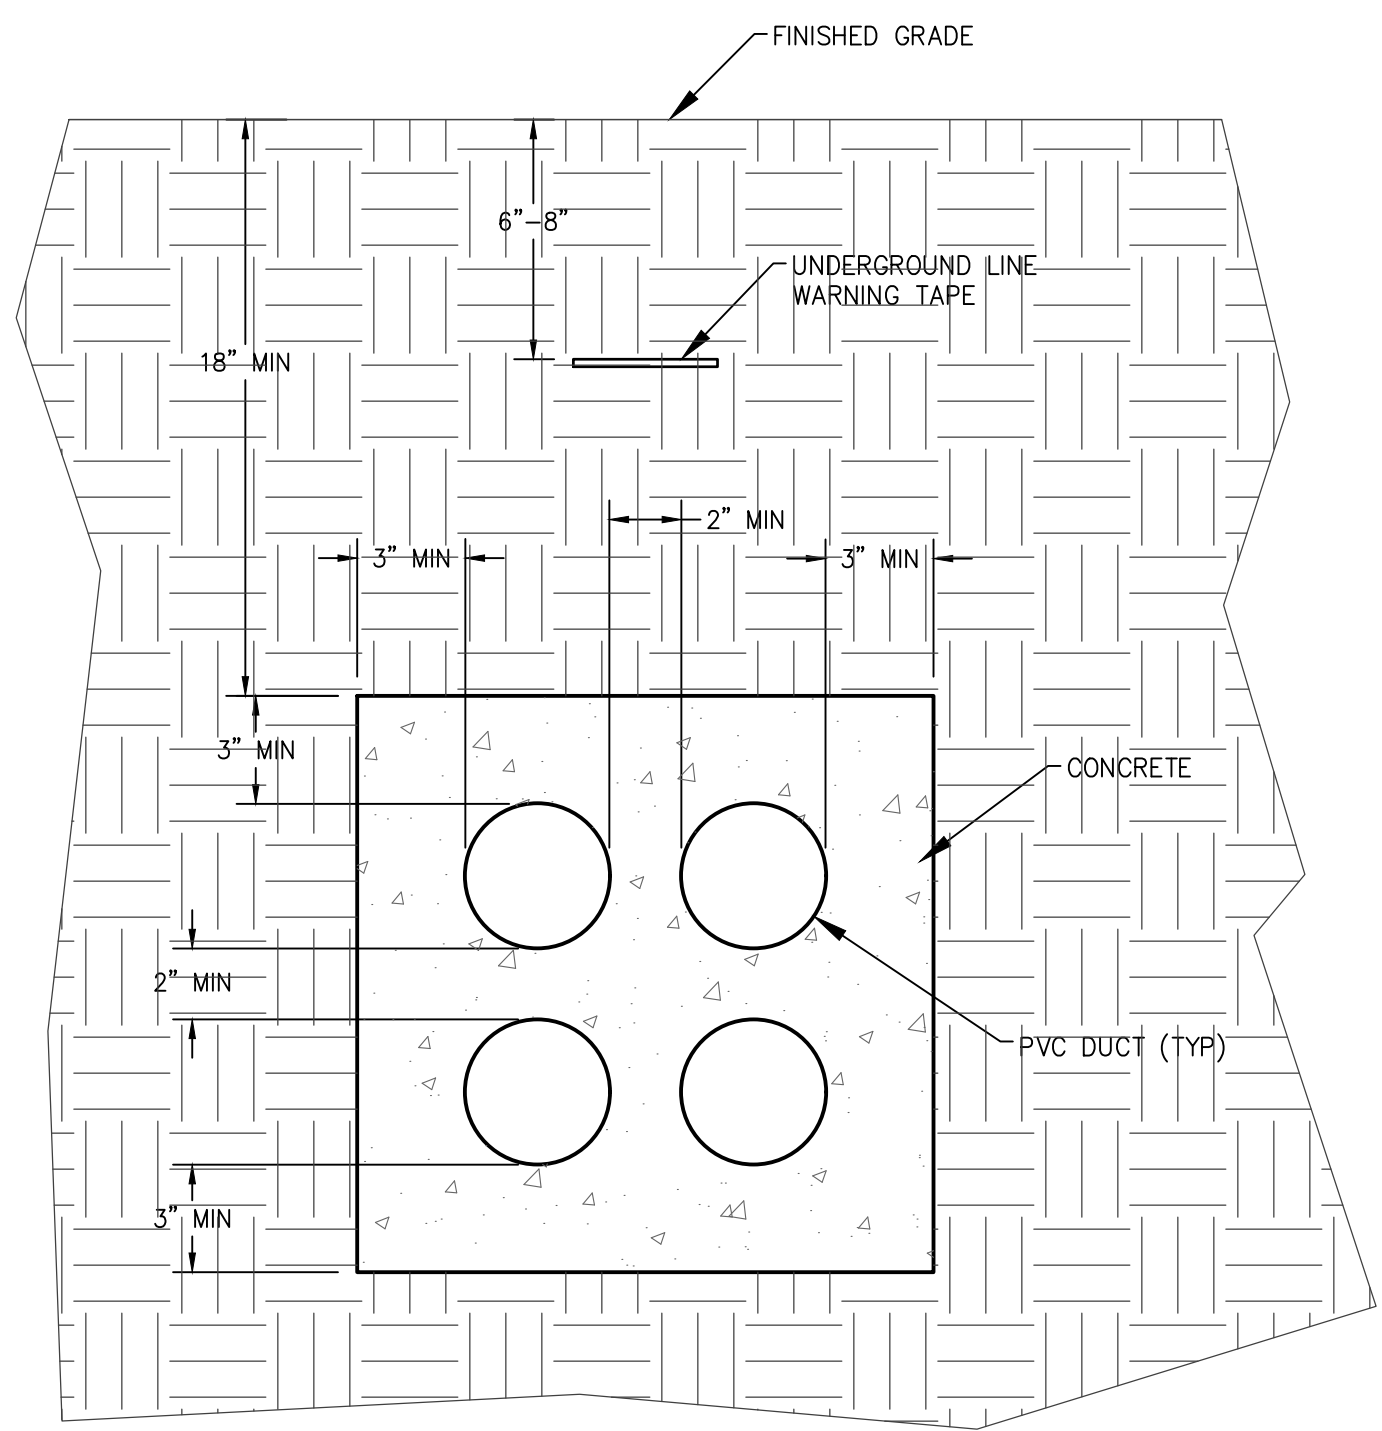 FINISHED GRADE
6”–8”
UNDERGROUND LINE
WARNING TAPE
18” MIN
2” MIN
3” MIN
3” MIN
3” MIN
CONCRETE
2” MIN
PVC DUCT (TYP)
3” MIN